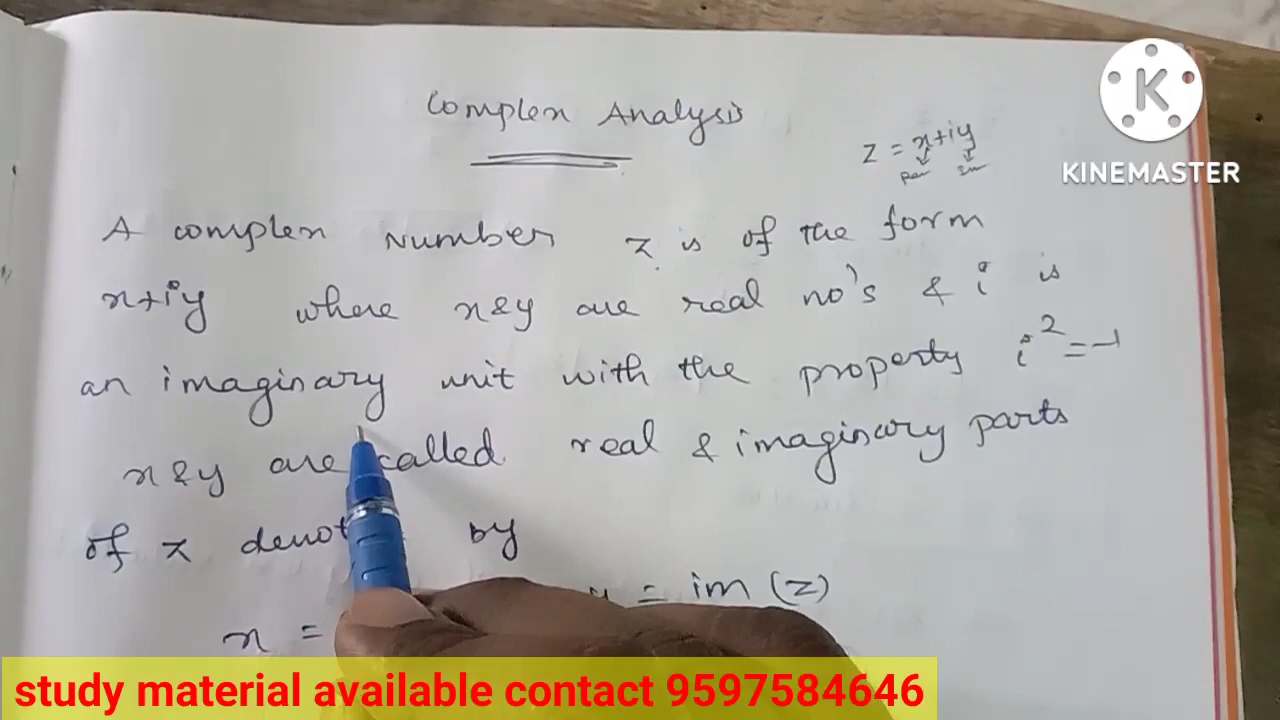 Complex Analysis
z = x+iy
KINEMASTER
A complex Number z is of the form
x+iy where x&y are real no's & i is
an imaginary unit with the property i²=-1
x&y are called real & imaginary parts
of z by
x = y = im (z)
study material available contact 9597584646